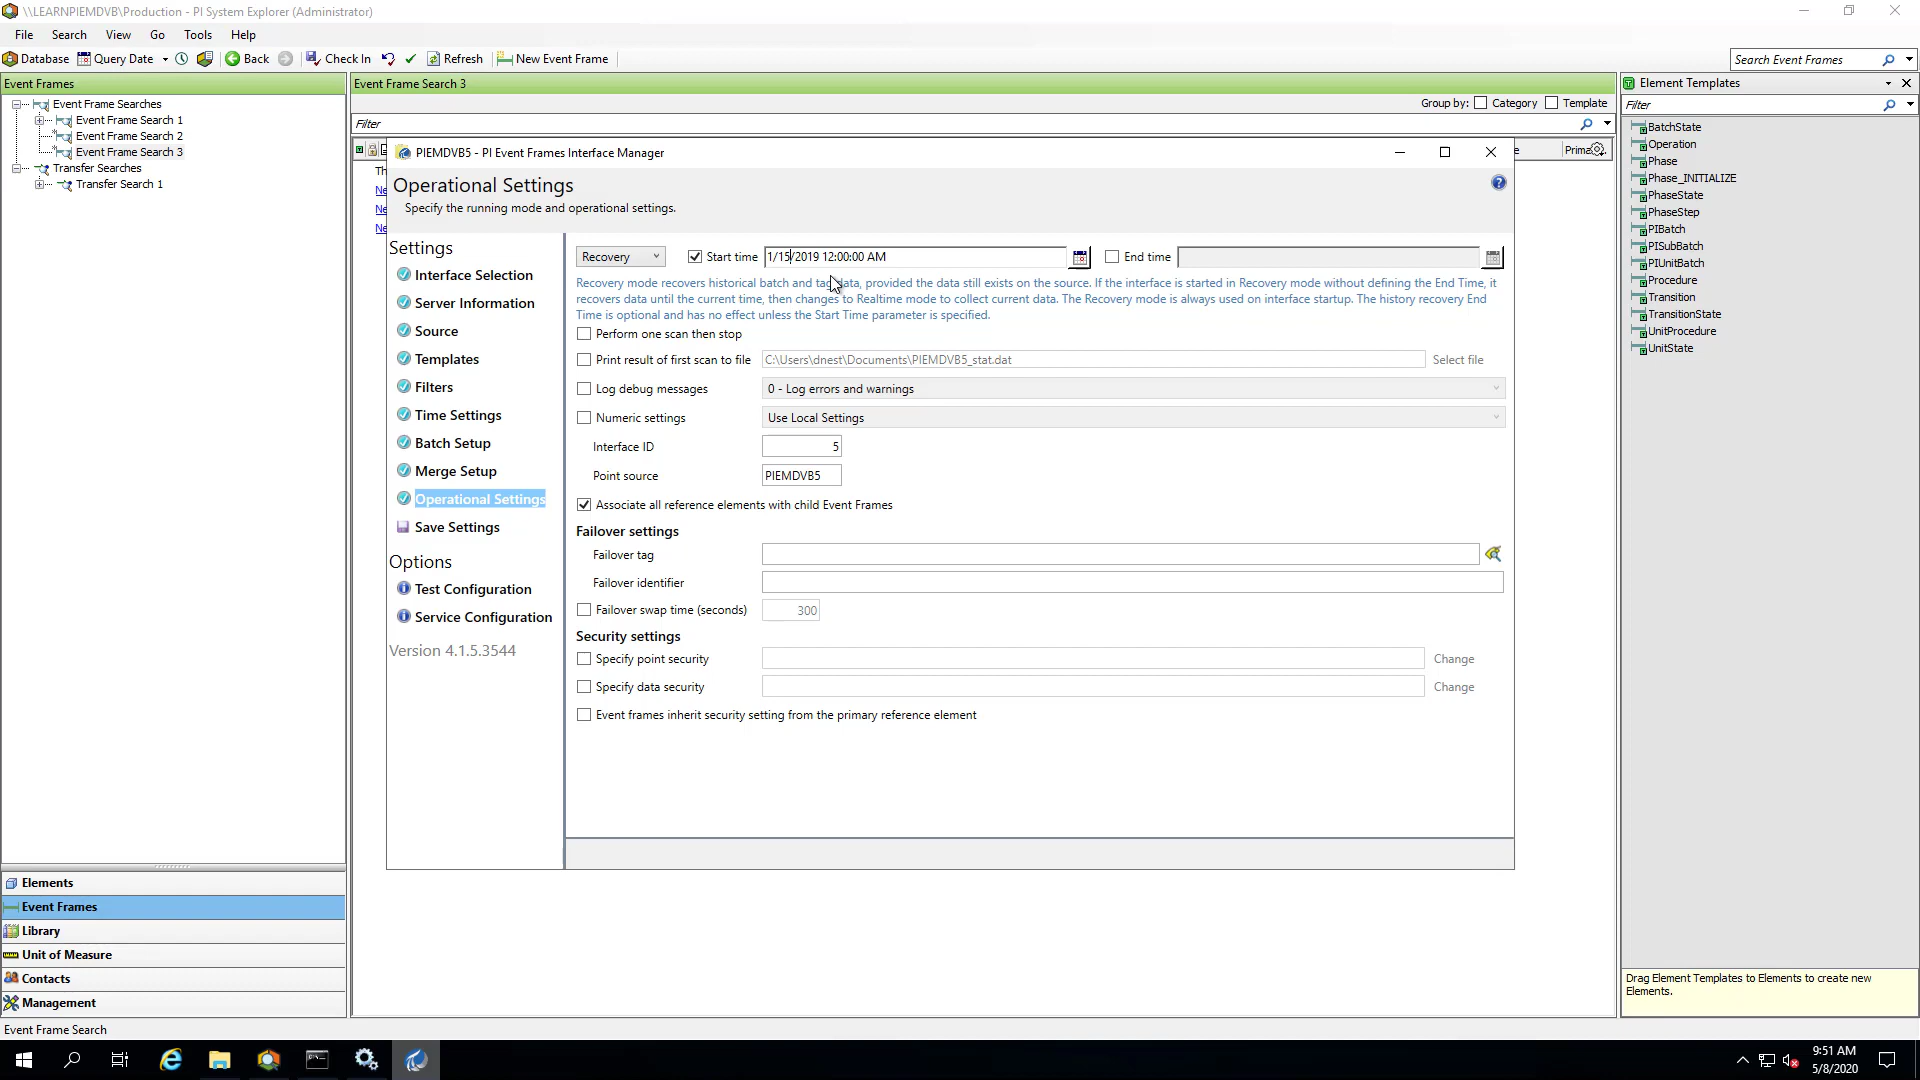 \\LEARNPIEMDVB\Production - PI System Explorer (Administrator)
File Search View Go Tools Help
Database Query Date Back Check In Refresh New Event Frame
Search Event Frames
Event Frames
Event Frame Searches
Event Frame Search 1
Event Frame Search 2
Event Frame Search 3
Transfer Searches
Transfer Search 1
Event Frame Search 3
Group by: Category Template
Filter
PIEMDVB5 - PI Event Frames Interface Manager
Operational Settings
Specify the running mode and operational settings.
Settings
Interface Selection
Server Information
Source
Templates
Filters
Time Settings
Batch Setup
Merge Setup
Operational Settings
Save Settings
Options
Test Configuration
Service Configuration
Version 4.1.5.3544
Recovery Start time 1/15/2019 12:00:00 AM End time
Recovery mode recovers historical batch and tag data, provided the data still exists on the source. If the interface is started in Recovery mode without defining the End Time, it
recovers data until the current time, then changes to Realtime mode to collect current data. The Recovery mode is always used on interface startup. The history recovery End
Time is optional and has no effect unless the Start Time parameter is specified.
Perform one scan then stop
Print result of first scan to file C:\Users\dnest\Documents\PIEMDVB5_stat.dat Select file
Log debug messages 0 - Log errors and warnings
Numeric settings Use Local Settings
Interface ID 5
Point source PIEMDVB5
Associate all reference elements with child Event Frames
Failover settings
Failover tag
Failover identifier
Failover swap time (seconds) 300
Security settings
Specify point security Change
Specify data security Change
Event frames inherit security setting from the primary reference element
Element Templates
Filter
BatchState
Operation
Phase
Phase_INITIALIZE
PhaseState
PhaseStep
PIBatch
PISubBatch
PIUnitBatch
Procedure
Transition
TransitionState
UnitProcedure
UnitState
Drag Element Templates to Elements to create new
Elements.
Elements
Event Frames
Library
Unit of Measure
Contacts
Management
Event Frame Search
9:51 AM
5/8/2020